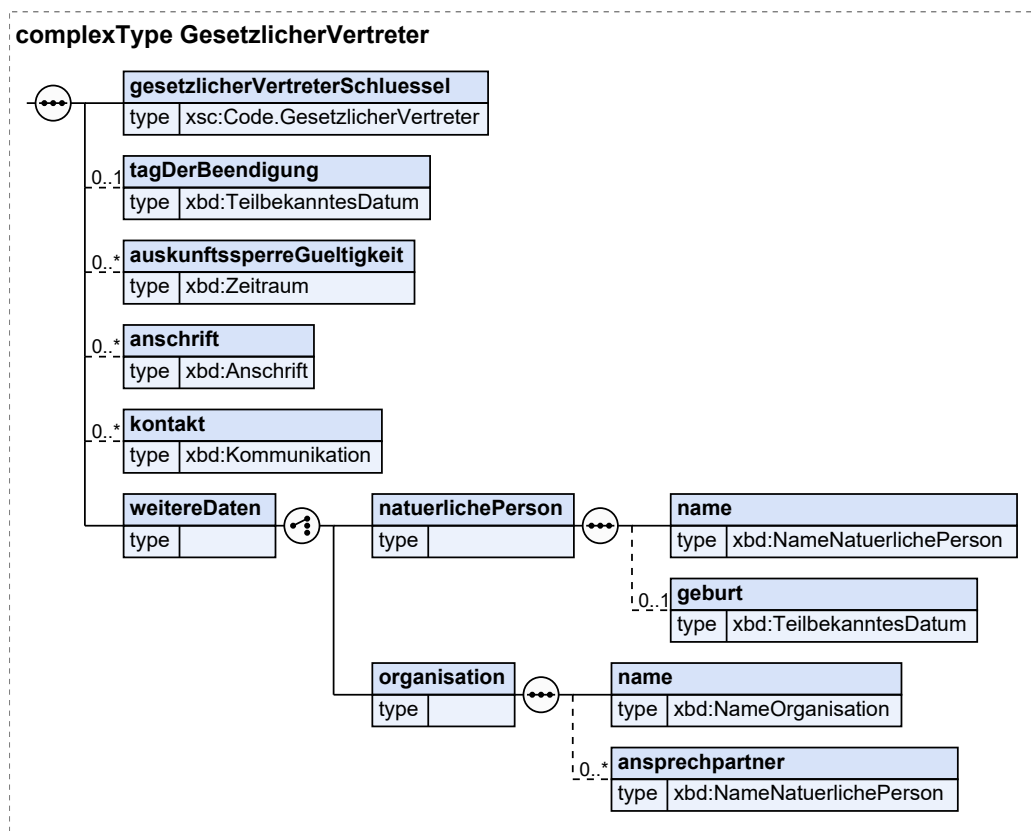 complexType GesetzlicherVertreter
gesetzlicherVertreterSchluessel
type xsc:Code.GesetzlicherVertreter
0..1 tagDerBeendigung
type xbd:TeilbekanntesDatum
0..* auskunftssperreGueltigkeit
type xbd:Zeitraum
0..* anschrift
type xbd:Anschrift
0..* kontakt
type xbd:Kommunikation
weitereDaten natuerlichePerson name
type type type xbd:NameNatuerlichePerson
0..1 geburt
type xbd:TeilbekanntesDatum
organisation name
type type xbd:NameOrganisation
0..* ansprechpartner
type xbd:NameNatuerlichePerson